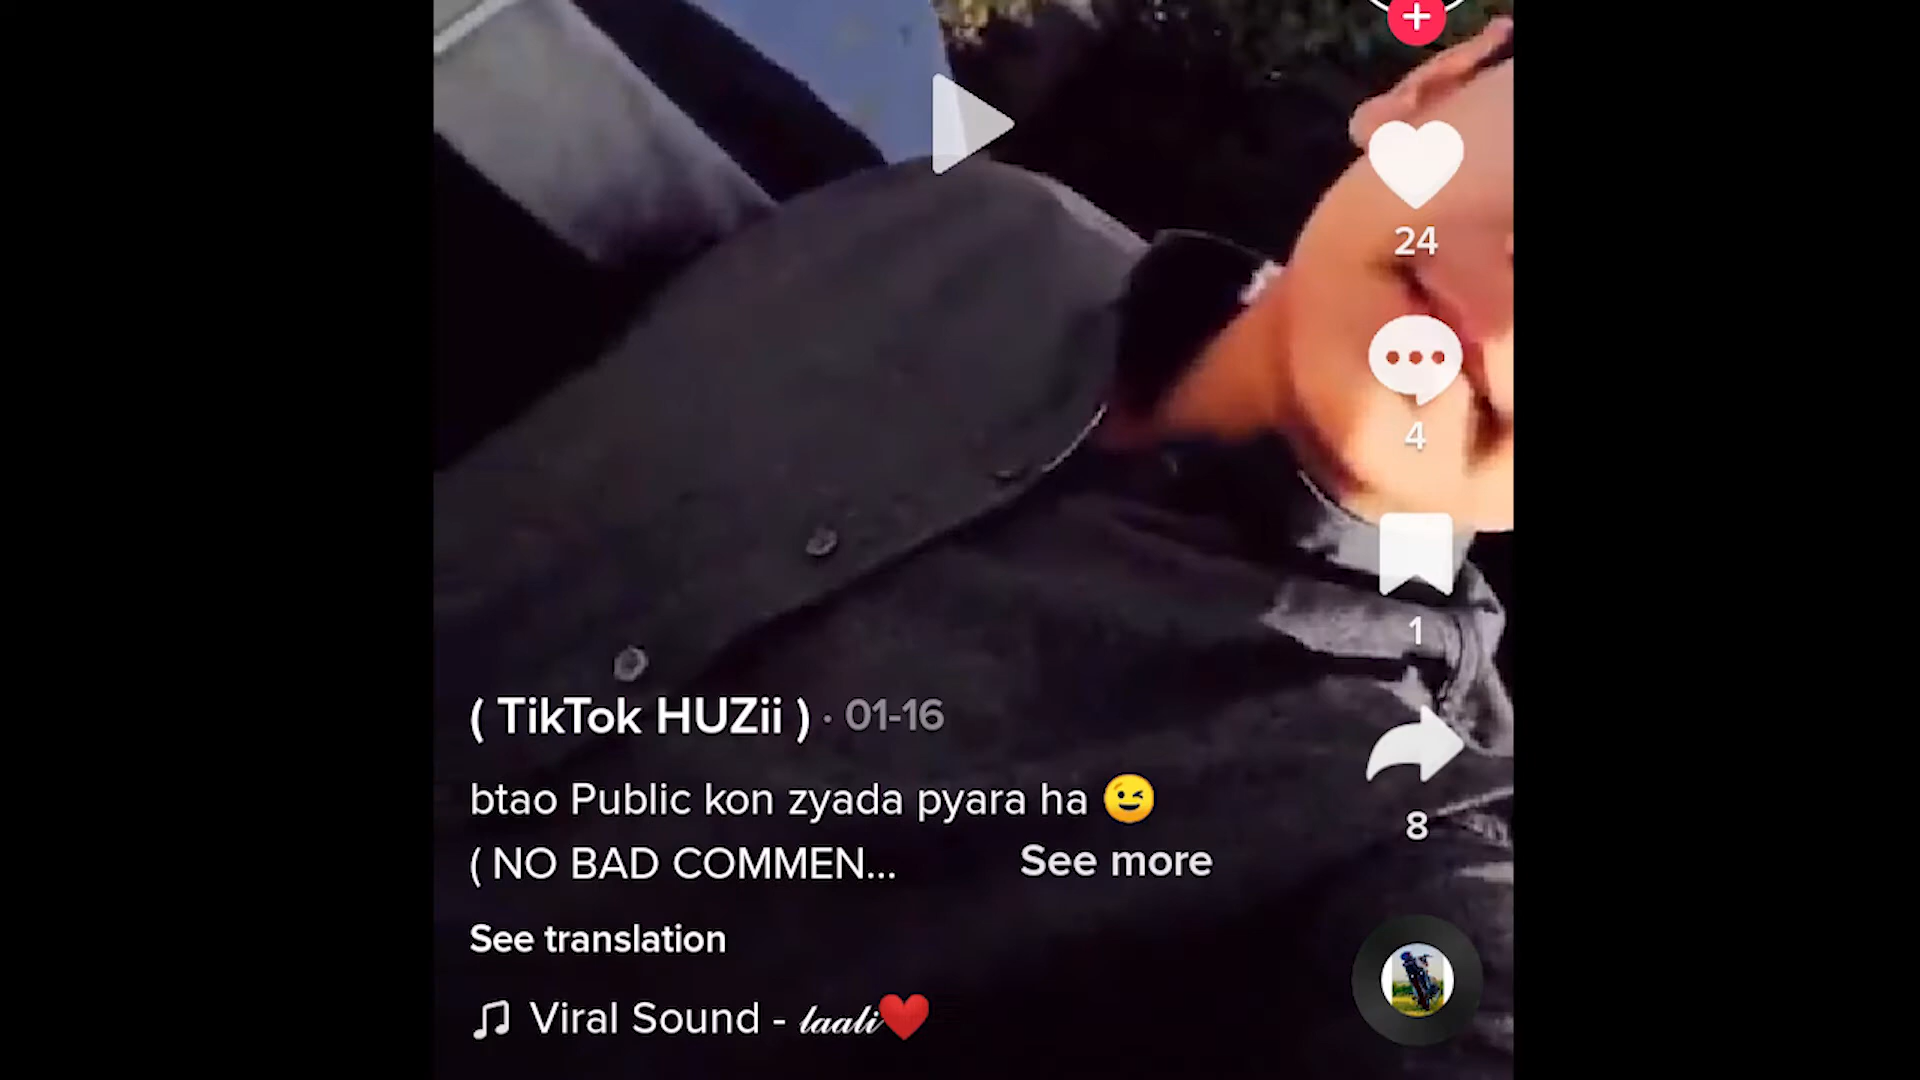 24
4
1
8
( TikTok HUZii ) · 01-16
btao Public kon zyada pyara ha 😉
( NO BAD COMMEN... See more
See translation
Viral Sound - laali❤️